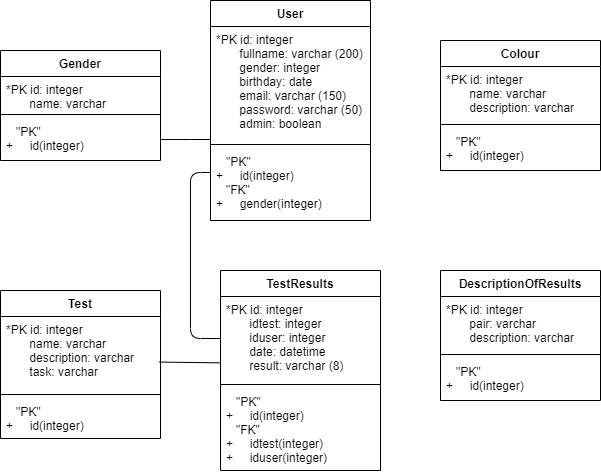 User
*PK id: integer
fullname: varchar (200)
gender: integer
birthday: date
email: varchar (150)
password: varchar (50)
admin: boolean
"PK"
+ id(integer)
"FK"
+ gender(integer)
Gender
*PK id: integer
name: varchar
"PK"
+ id(integer)
Colour
*PK id: integer
name: varchar
description: varchar
"PK"
+ id(integer)
Test
*PK id: integer
name: varchar
description: varchar
task: varchar
"PK"
+ id(integer)
TestResults
*PK id: integer
idtest: integer
iduser: integer
date: datetime
result: varchar (8)
"PK"
+ id(integer)
"FK"
+ idtest(integer)
+ iduser(integer)
DescriptionOfResults
*PK id: integer
pair: varchar
description: varchar
"PK"
+ id(integer)